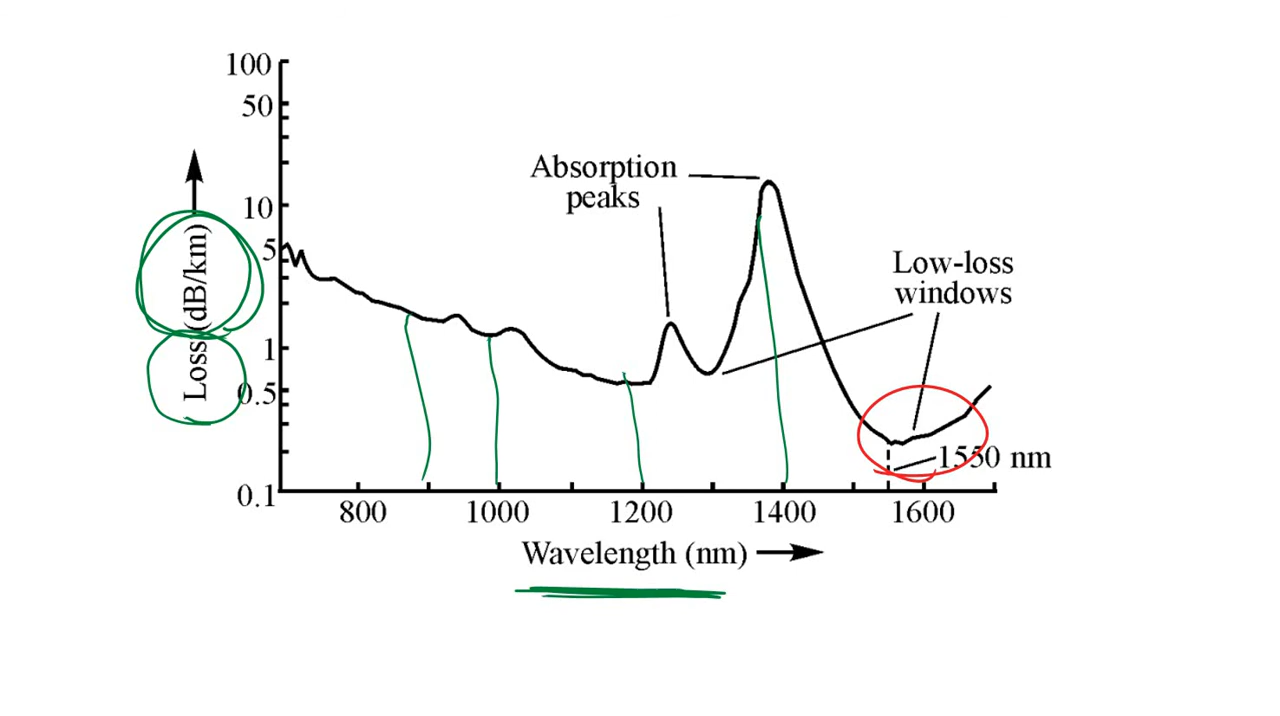 100
50
Absorption
peaks
10
Low-loss
windows
5
Loss (dB/km)
1
0.5
1550 nm
0.1
800 1000 1200 1400 1600
Wavelength (nm)